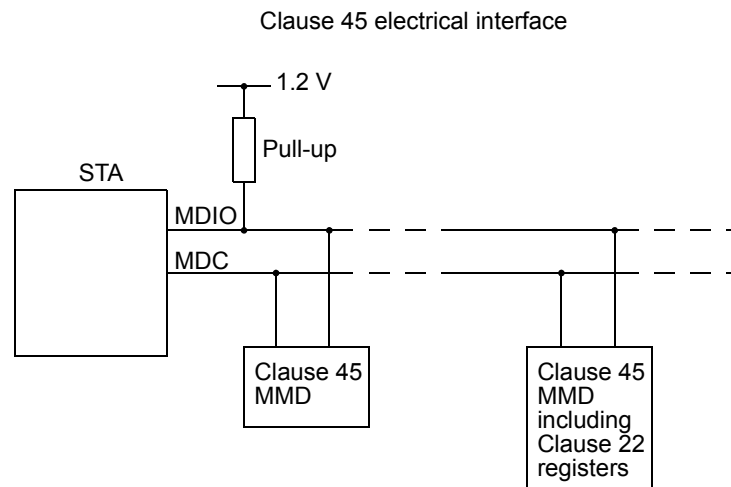 Clause 45 electrical interface
1.2 V
Pull-up
STA
MDIO
MDC
Clause 45
MMD
Clause 45
MMD
including
Clause 22
registers